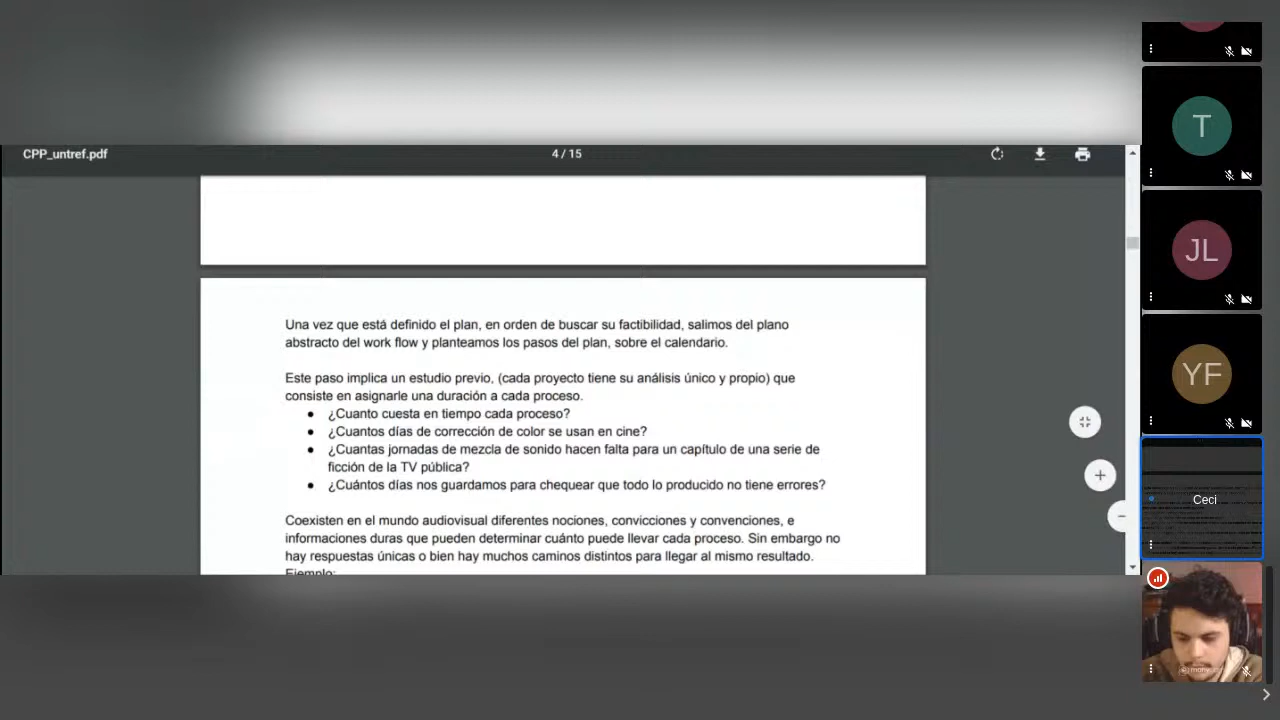 CPP_untref.pdf
4 / 15
Una vez que está definido el plan, en orden de buscar su factibilidad, salimos del plano
abstracto del work flow y planteamos los pasos del plan, sobre el calendario.
Este paso implica un estudio previo, (cada proyecto tiene su análisis único y propio) que
consiste en asignarle una duración a cada proceso.
● ¿Cuanto cuesta en tiempo cada proceso?
● ¿Cuantos días de corrección de color se usan en cine?
● ¿Cuantas jornadas de mezcla de sonido hacen falta para un capítulo de una serie de
ficción de la TV pública?
● ¿Cuántos días nos guardamos para chequear que todo lo producido no tiene errores?
Coexisten en el mundo audiovisual diferentes nociones, convicciones y convenciones, e
informaciones duras que pueden determinar cuánto puede llevar cada proceso. Sin embargo no
hay respuestas únicas o bien hay muchos caminos distintos para llegar al mismo resultado.
Ejemplo:
T
JL
YF
Ceci